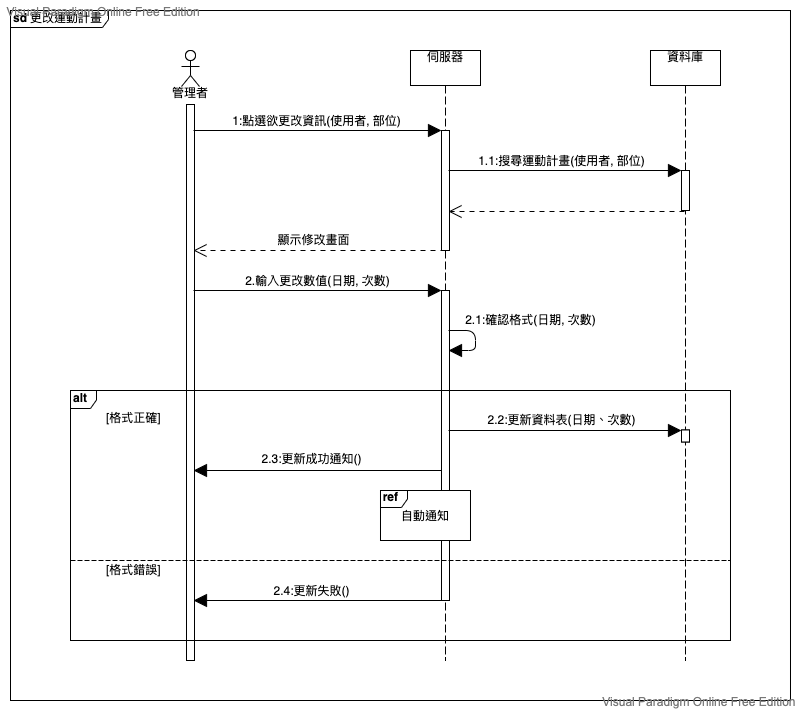 Visual Paradigm Online Free Edition
sd 更改運動計畫
管理者
伺服器
資料庫
1:點選欲更改資訊(使用者, 部位)
1.1:搜尋運動計畫(使用者, 部位)
顯示修改畫面
2.輸入更改數值(日期, 次數)
2.1:確認格式(日期, 次數)
alt
[格式正確]
2.2:更新資料表(日期、次數)
2.3:更新成功通知()
ref
自動通知
[格式錯誤]
2.4:更新失敗()
Visual Paradigm Online Free Edition